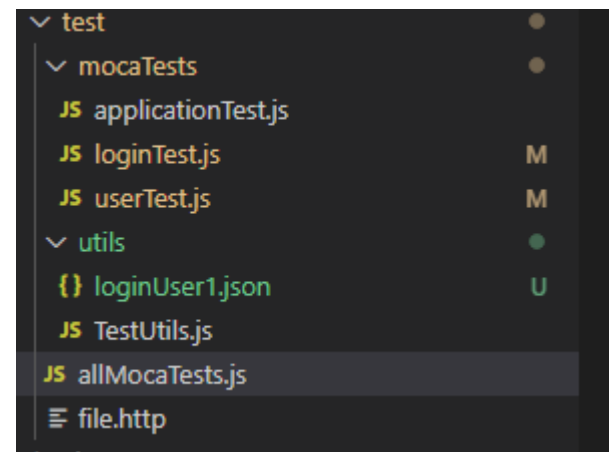 test
mocaTests
JS applicationTest.js
JS loginTest.js M
JS userTest.js M
utils
{} loginUser1.json U
JS TestUtils.js
JS allMocaTests.js
file.http